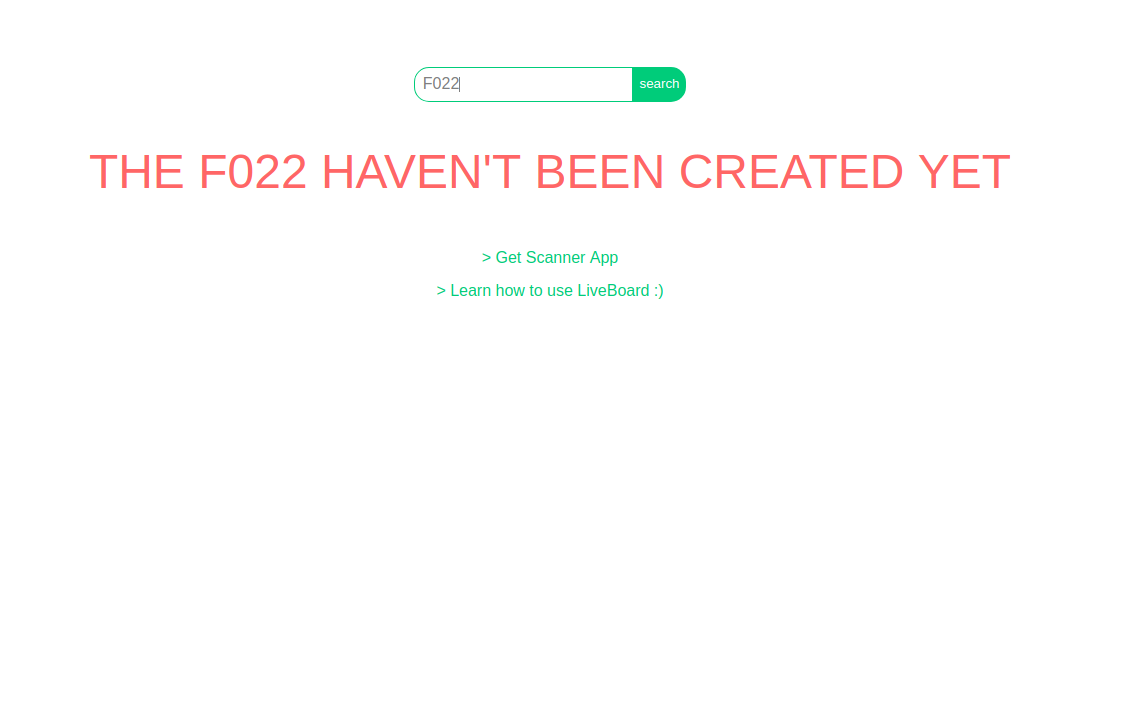 F022
search
THE F022 HAVEN'T BEEN CREATED YET
> Get Scanner App
> Learn how to use LiveBoard :)